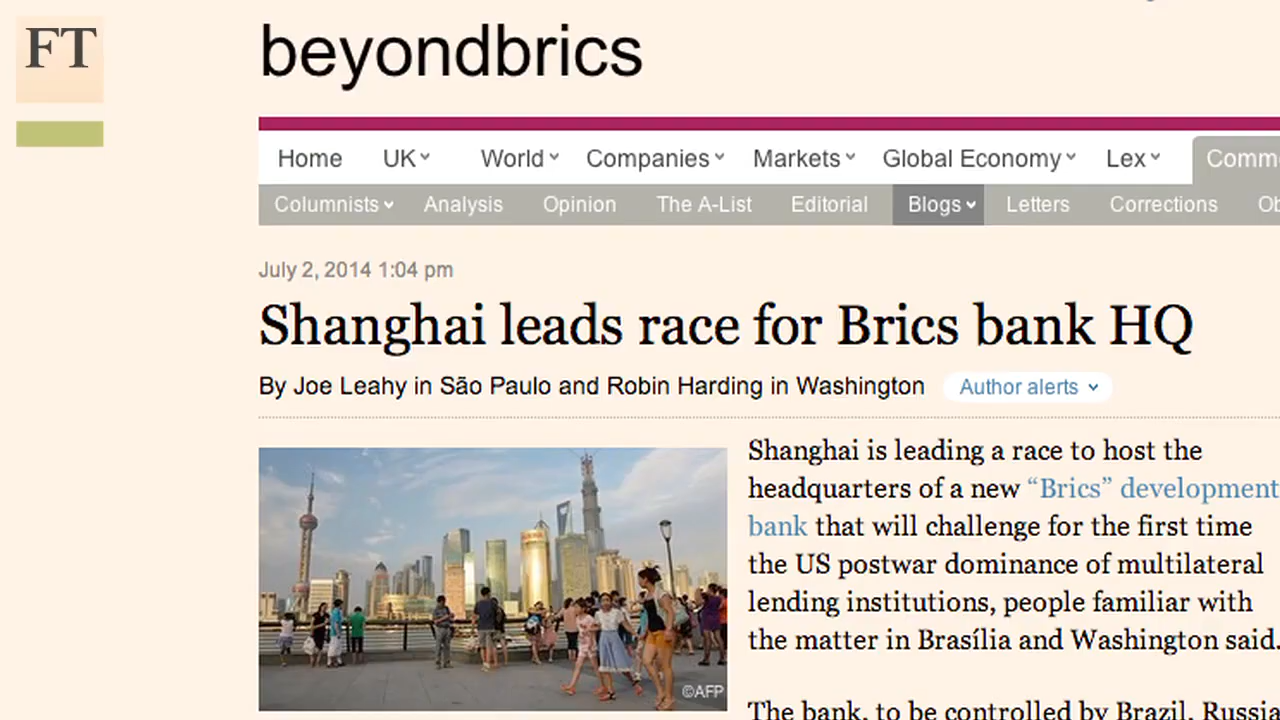 FT
beyondbrics
Home UK World Companies Markets Global Economy Lex
Columnists Analysis Opinion The A-List Editorial Blogs Letters Corrections
July 2, 2014 1:04 pm
Shanghai leads race for Brics bank HQ
By Joe Leahy in São Paulo and Robin Harding in Washington Author alerts
Shanghai is leading a race to host the
headquarters of a new “Brics” development
bank that will challenge for the first time
the US postwar dominance of multilateral
lending institutions, people familiar with
the matter in Brasília and Washington said.
©AFP
The bank, to be controlled by Brazil, Russia